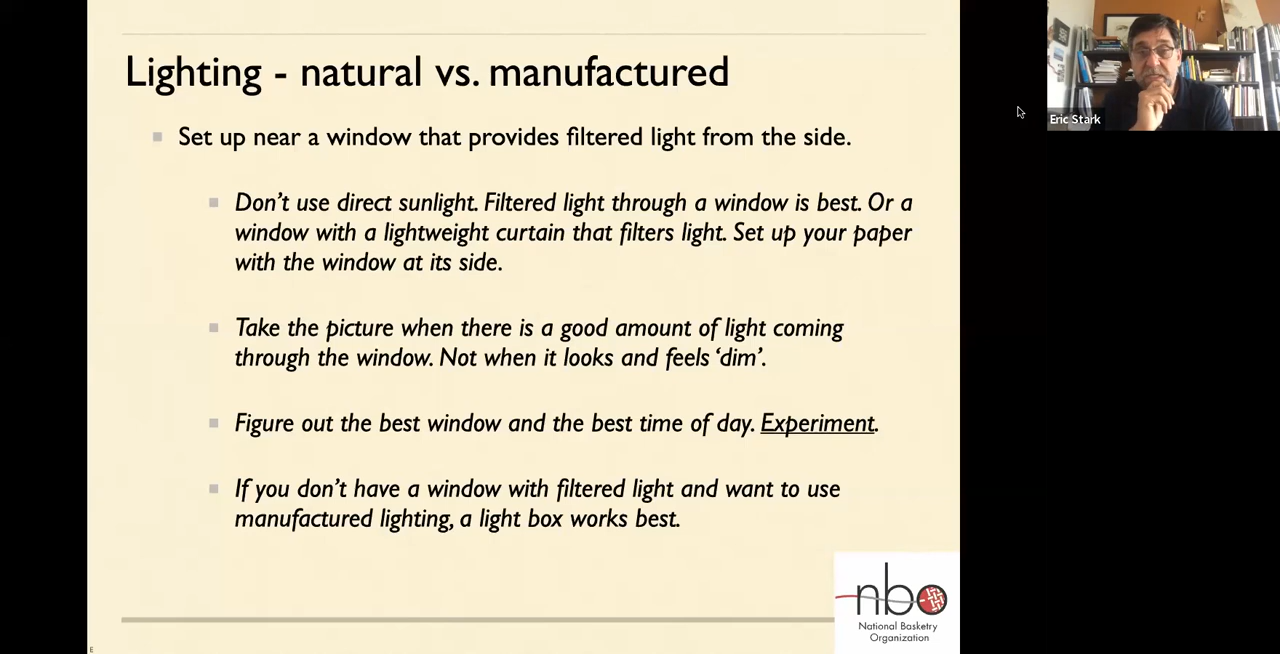 Lighting - natural vs. manufactured
Set up near a window that provides filtered light from the side.
Don’t use direct sunlight. Filtered light through a window is best. Or a
window with a lightweight curtain that filters light. Set up your paper
with the window at its side.
Take the picture when there is a good amount of light coming
through the window. Not when it looks and feels ‘dim’.
Figure out the best window and the best time of day. Experiment.
If you don’t have a window with filtered light and want to use
manufactured lighting, a light box works best.
nbo
National Basketry
Organization
E
Eric Stark